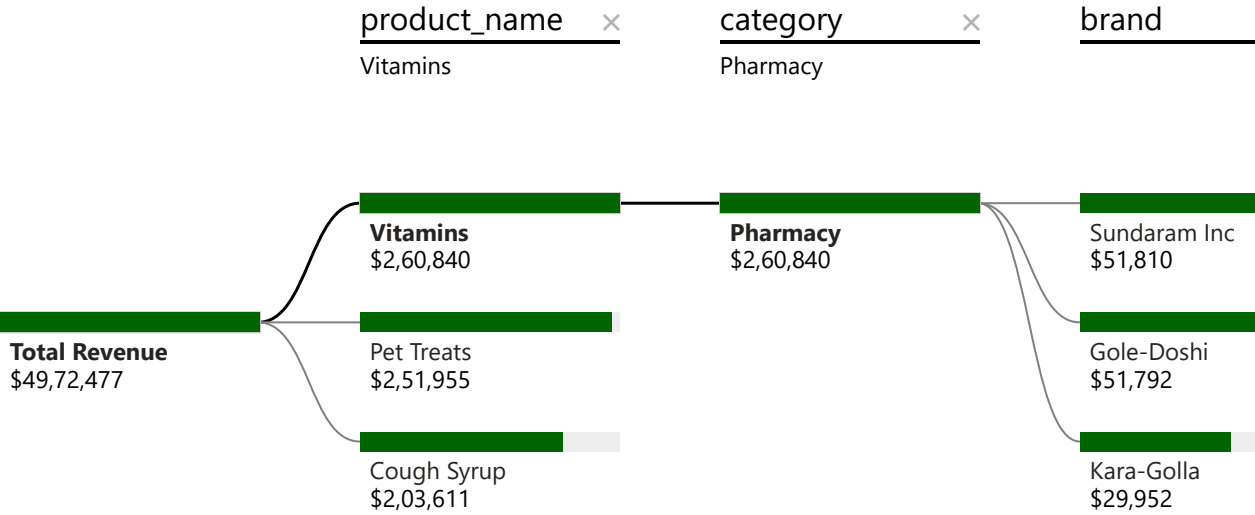 product_name ×
category ×
brand
Vitamins
Pharmacy
Vitamins
$2,60,840
Pharmacy
$2,60,840
Sundaram Inc
$51,810
Total Revenue
$49,72,477
Pet Treats
$2,51,955
Gole-Doshi
$51,792
Cough Syrup
$2,03,611
Kara-Golla
$29,952